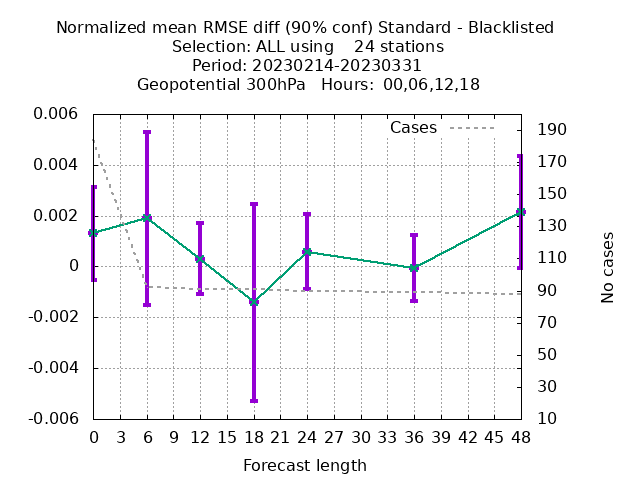 Normalized mean RMSE diff (90% conf) Standard - Blacklisted
Selection: ALL using    24 stations
Period: 20230214-20230331
Geopotential 300hPa   Hours:  00,06,12,18
Cases
0.006
0.004
0.002
0
-0.002
-0.004
-0.006
190
170
150
130
110
90
70
50
30
10
No cases
0 3 6 9 12 15 18 21 24 27 30 33 36 39 42 45 48
Forecast length